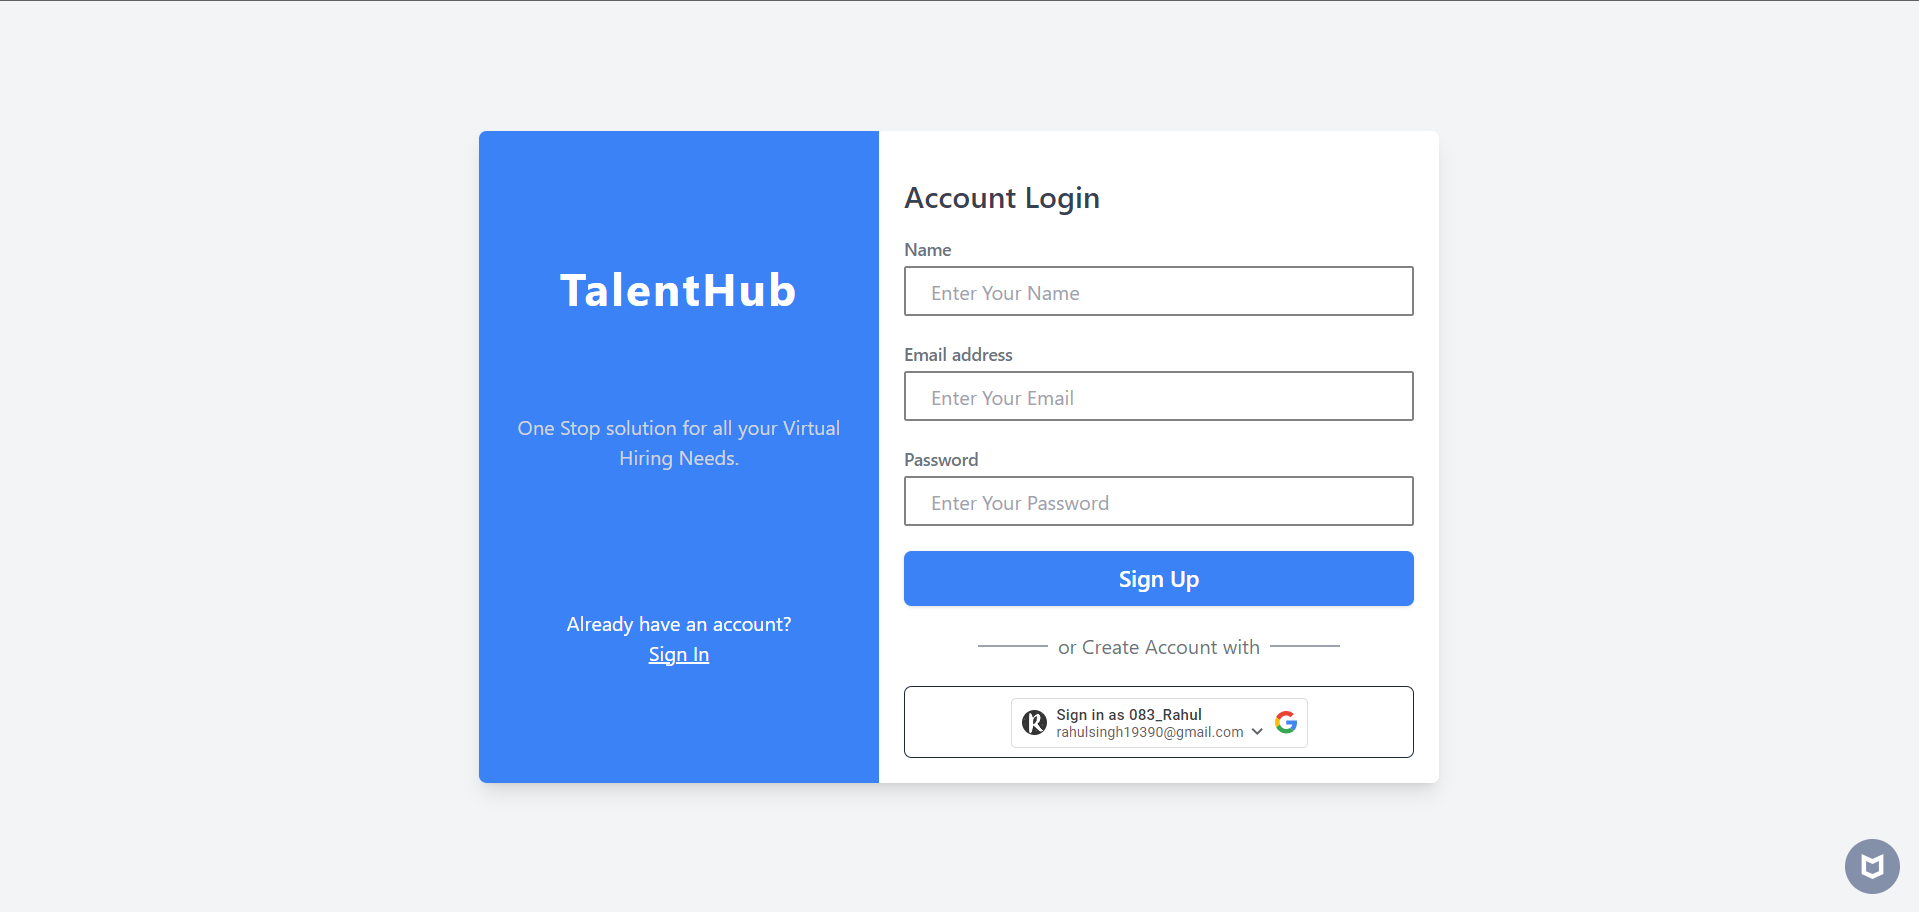 TalentHub
One Stop solution for all your Virtual
Hiring Needs.
Already have an account?
Sign In
Account Login
Name
Enter Your Name
Email address
Enter Your Email
Password
Enter Your Password
Sign Up
or Create Account with
Sign in as 083_Rahul
rahulsingh19390@gmail.com